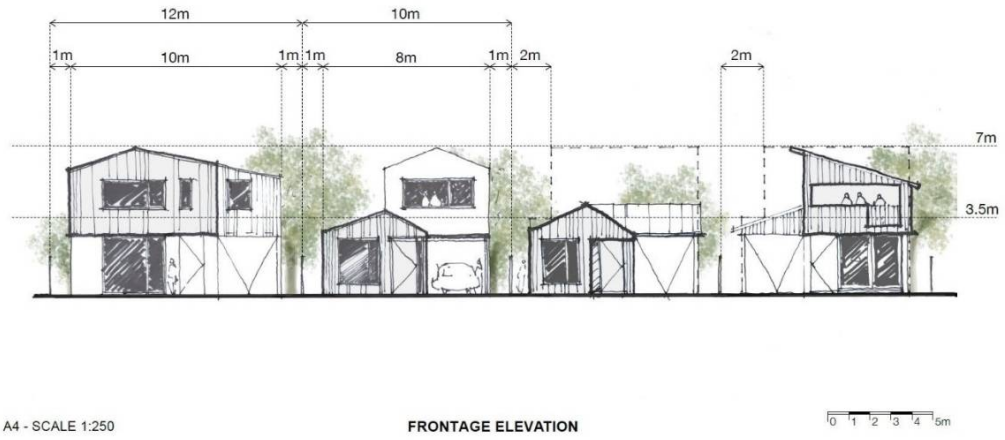 12m 10m
1m 10m 1m 1m 8m 1m 2m 2m
7m
3.5m
A4 - SCALE 1:250 FRONTAGE ELEVATION 0 1 2 3 4 5m